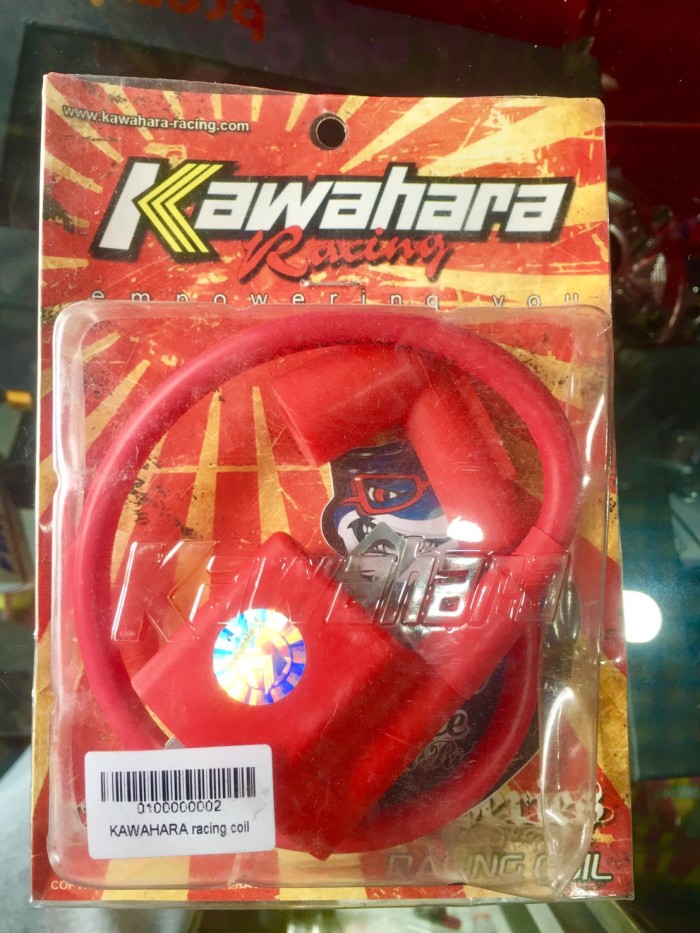 www.kawahara-racing.com
Kawahara
Racing
empowering you
Kawahara
0100000002
KAWAHARA racing coil
RACING COIL